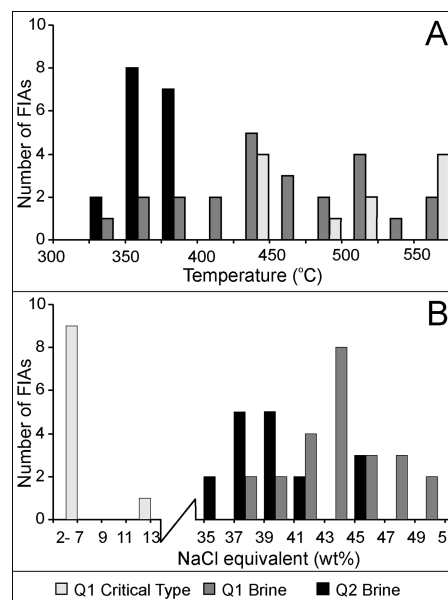 A
Number of FIAs
10
8
6
4
2
0
300 350 400 450 500 550
Temperature (°C)
B
Number of FIAs
10
8
6
4
2
0
2- 7 9 11 13 35 37 39 41 43 45 47 49 5
NaCl equivalent (wt%)
Q1 Critical Type Q1 Brine Q2 Brine